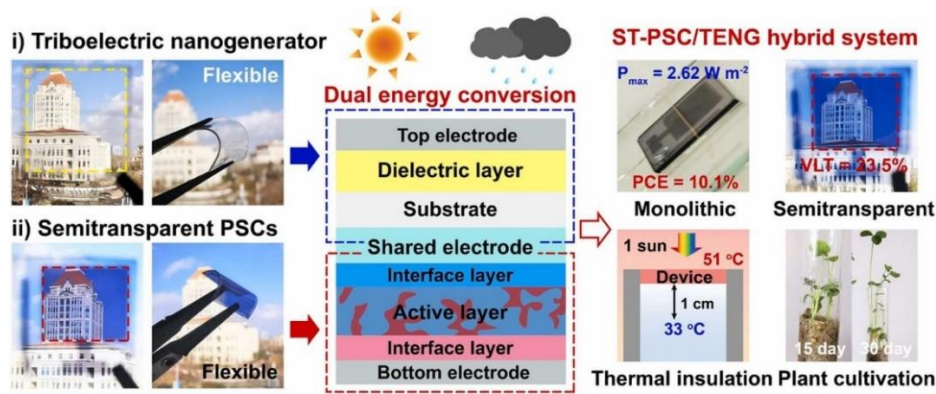 i) Triboelectric nanogenerator
Flexible
ii) Semitransparent PSCs
Flexible
Dual energy conversion
Top electrode
Dielectric layer
Substrate
Shared electrode
Interface layer
Active layer
Interface layer
Bottom electrode
ST-PSC/TENG hybrid system
Pmax = 2.62 W m-2
PCE = 10.1%
Monolithic
VLT = 23.5%
Semitransparent
1 sun
51 °C
Device
1 cm
33 °C
Thermal insulation
15 day
30 day
Plant cultivation